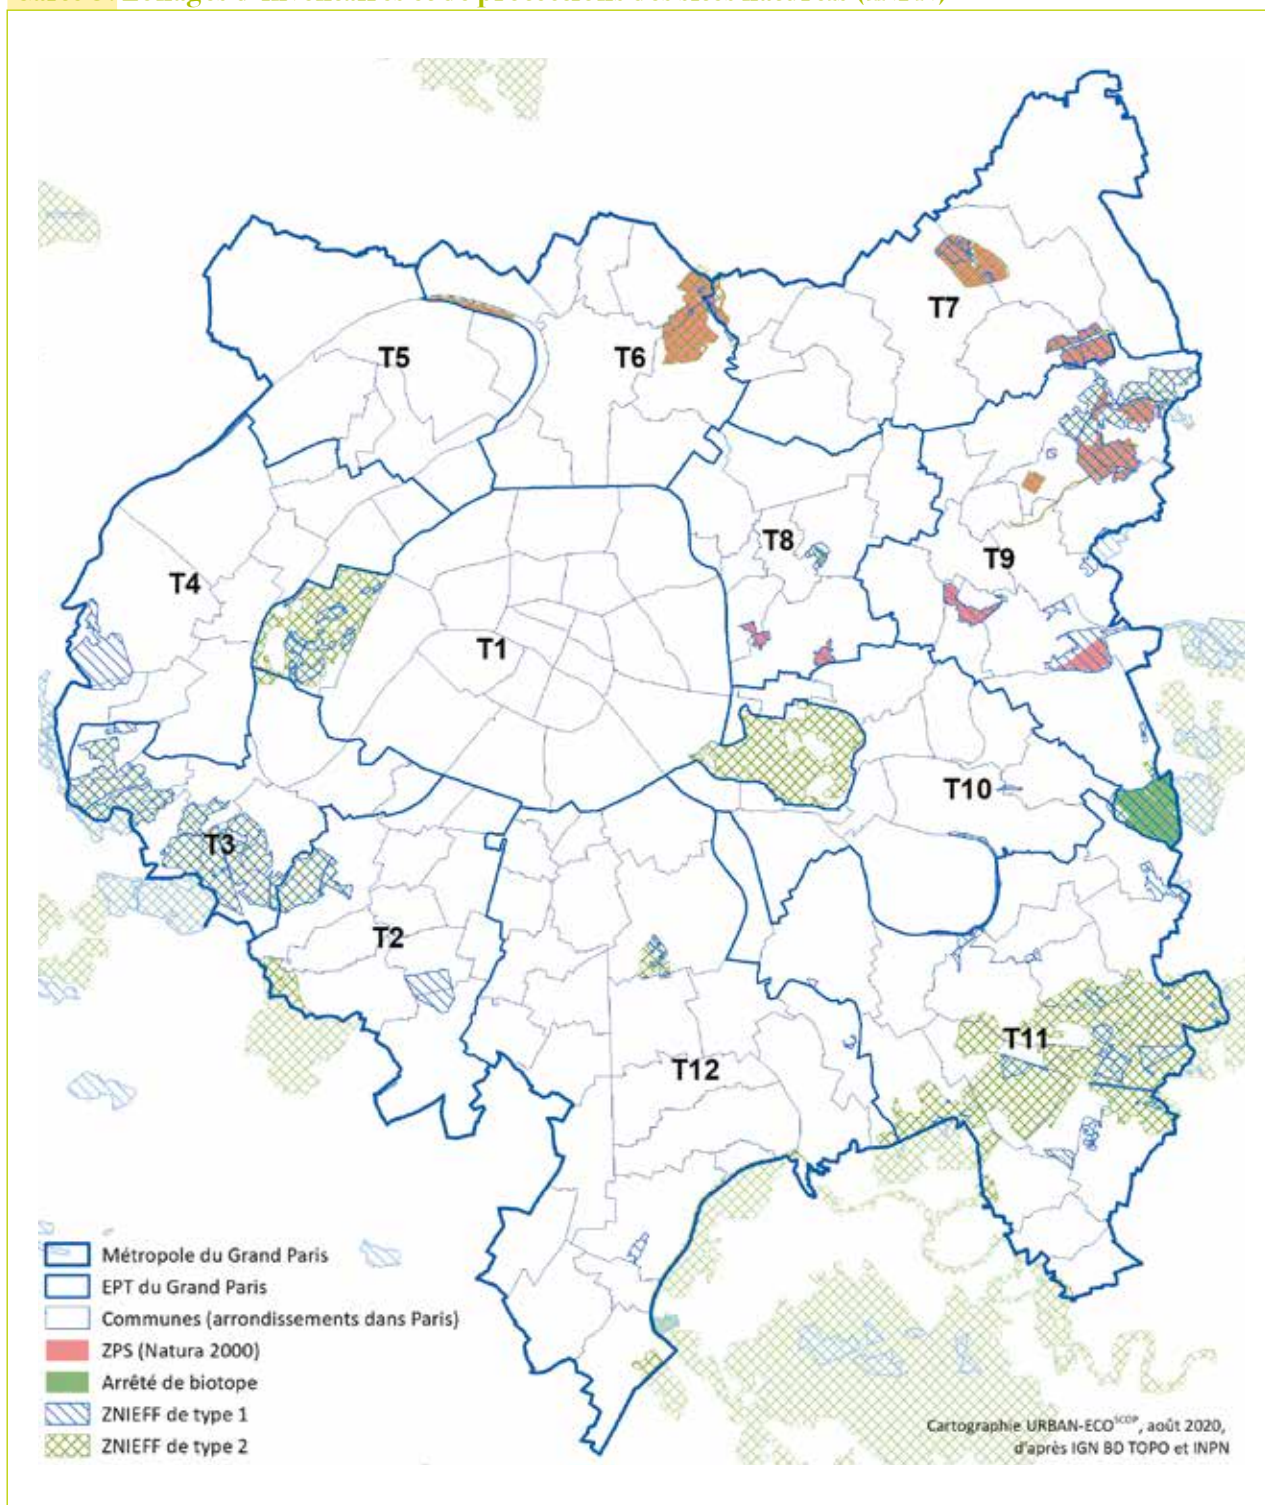 T7
T5
T6
T8
T9
T4
T1
T10
T3
T2
T11
T12
Métropole du Grand Paris
EPT du Grand Paris
Communes (arrondissements dans Paris)
ZPS (Natura 2000)
Arrêté de biotope
ZNIEFF de type 1
ZNIEFF de type 2
Cartographie URBAN-ECO SCOP, août 2020,
d'après IGN BD TOPO et INPN